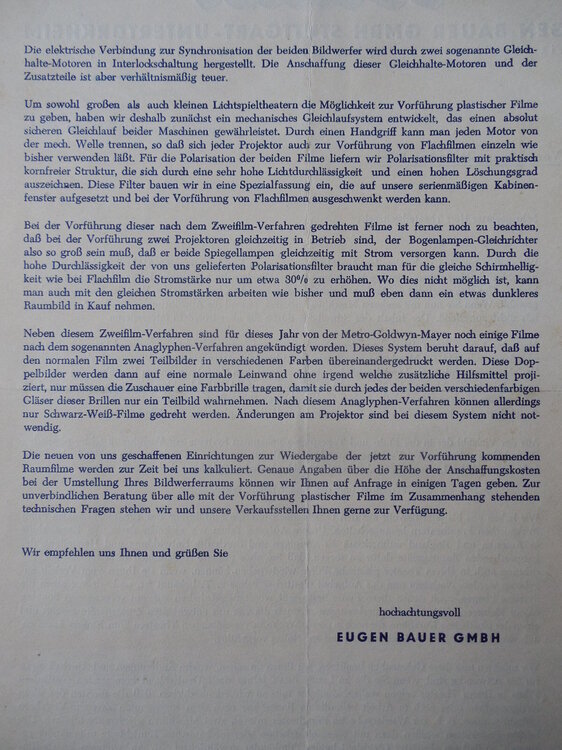 Die elektrische Verbindung zur Synchronisation der beiden Bildwerfer wird durch zwei sogenannte Gleich-
halte-Motoren in Interlockschaltung hergestellt. Die Anschaffung dieser Gleichhalte-Motoren und der
Zusatzteile ist aber verhältnismäßig teuer.
Um sowohl großen als auch kleinen Lichtspieltheatern die Möglichkeit zur Vorführung plastischer Filme
zu geben, haben wir deshalb zunächst ein mechanisches Gleichlaufsystem entwickelt, das einen absolut
sicheren Gleichlauf beider Maschinen gewährleistet. Durch einen Handgriff kann man jeden Motor von
der mech. Welle trennen, so daß sich jeder Projektor auch zur Vorführung von Flachfilmen einzeln wie
bisher verwenden läßt. Für die Polarisation der beiden Filme liefern wir Polarisationsfilter mit praktisch
kornfreier Struktur, die sich durch eine sehr hohe Lichtdurchlässigkeit und einen hohen Löschungsgrad
auszeichnen. Diese Filter bauen wir in eine Spezialfassung ein, die auf unsere serienmäßigen Kabinen-
fenster aufgesetzt und bei der Vorführung von Flachfilmen ausgeschwenkt werden kann.
Bei der Vorführung dieser nach dem Zweifilm-Verfahren gedrehten Filme ist ferner noch zu beachten,
daß bei der Vorführung zwei Projektoren gleichzeitig in Betrieb sind, der Bogenlampen-Gleichrichter
also so groß sein muß, daß er beide Spiegellampen gleichzeitig mit Strom versorgen kann. Durch die
hohe Durchlässigkeit der von uns gelieferten Polarisationsfilter braucht man für die gleiche Schirmhellig-
keit wie bei Flachfilm die Stromstärke nur um etwa 30% zu erhöhen. Wo dies nicht möglich ist, kann
man auch mit den gleichen Stromstärken arbeiten wie bisher und muß eben dann ein etwas dunkleres
Raumbild in Kauf nehmen.
Neben diesem Zweifilm-Verfahren sind für dieses Jahr von der Metro-Goldwyn-Mayer noch einige Filme
nach dem sogenannten Anaglyphen-Verfahren angekündigt worden. Dieses System beruht darauf, daß auf
den normalen Film zwei Teilbilder in verschiedenen Farben übereinandergedruckt werden. Diese Dop-
pelbilder werden dann auf eine normale Leinwand ohne irgend welche zusätzliche Hilfsmittel proji-
ziert, nur müssen die Zuschauer eine Farbbrille tragen, damit sie durch jedes der beiden verschiedenfarbigen
Gläser dieser Brillen nur ein Teilbild wahrnehmen. Nach diesem Anaglyphen-Verfahren können allerdings
nur Schwarz-Weiß-Filme gedreht werden. Änderungen am Projektor sind bei diesem System nicht not-
wendig.
Die neuen von uns geschaffenen Einrichtungen zur Wiedergabe der jetzt zur Vorführung kommenden
Raumfilme werden zur Zeit bei uns kalkuliert. Genaue Angaben über die Höhe der Anschaffungskosten
bei der Umstellung Ihres Bildwerferraums können wir Ihnen auf Anfrage in einigen Tagen geben. Zur
unverbindlichen Beratung über alle mit der Vorführung plastischer Filme im Zusammenhang stehenden
technischen Fragen stehen wir und unsere Verkaufsstellen Ihnen gerne zur Verfügung.
Wir empfehlen uns Ihnen und grüßen Sie
hochachtungsvoll
EUGEN BAUER GMBH